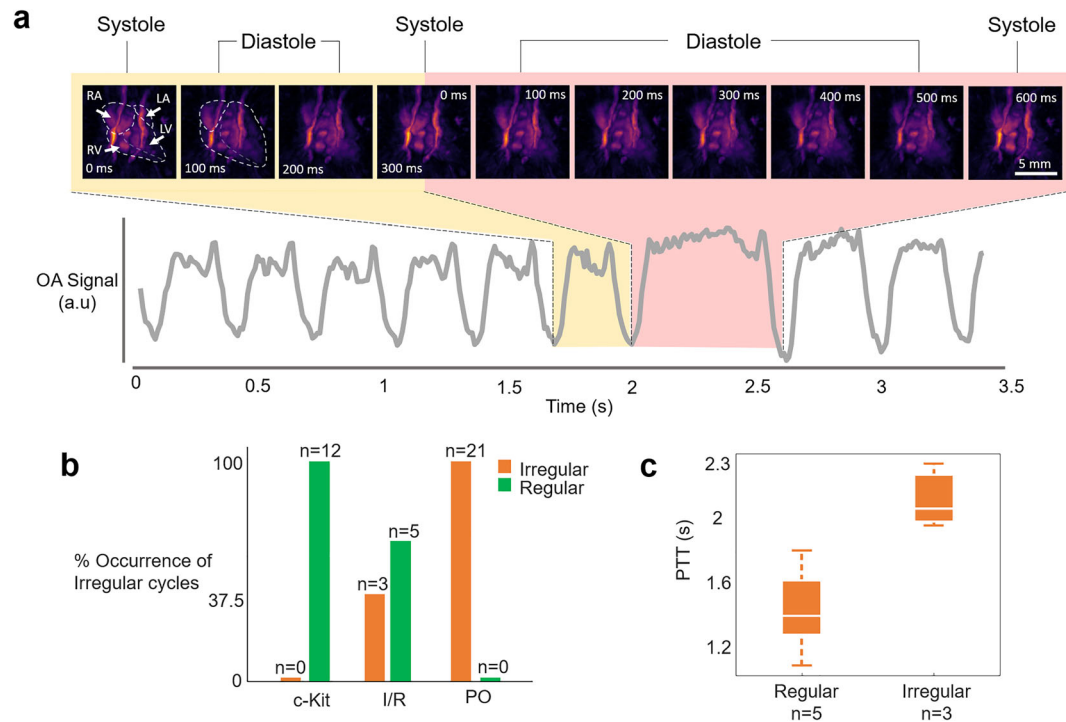 a
Systole
Diastole
Systole
Diastole
Systole
RA
LA
LV
RV
0 ms
100 ms
200 ms
300 ms
0 ms
100 ms
200 ms
300 ms
400 ms
500 ms
600 ms
5 mm
OA Signal
(a.u)
0
0.5
1
1.5
2
2.5
3
3.5
Time (s)
b
% Occurrence of
Irregular cycles
100
37.5
0
n=0
n=12
n=3
n=5
n=21
n=0
Irregular
Regular
c-Kit
I/R
PO
c
PTT (s)
2.3
2
1.6
1.2
Regular
n=5
Irregular
n=3